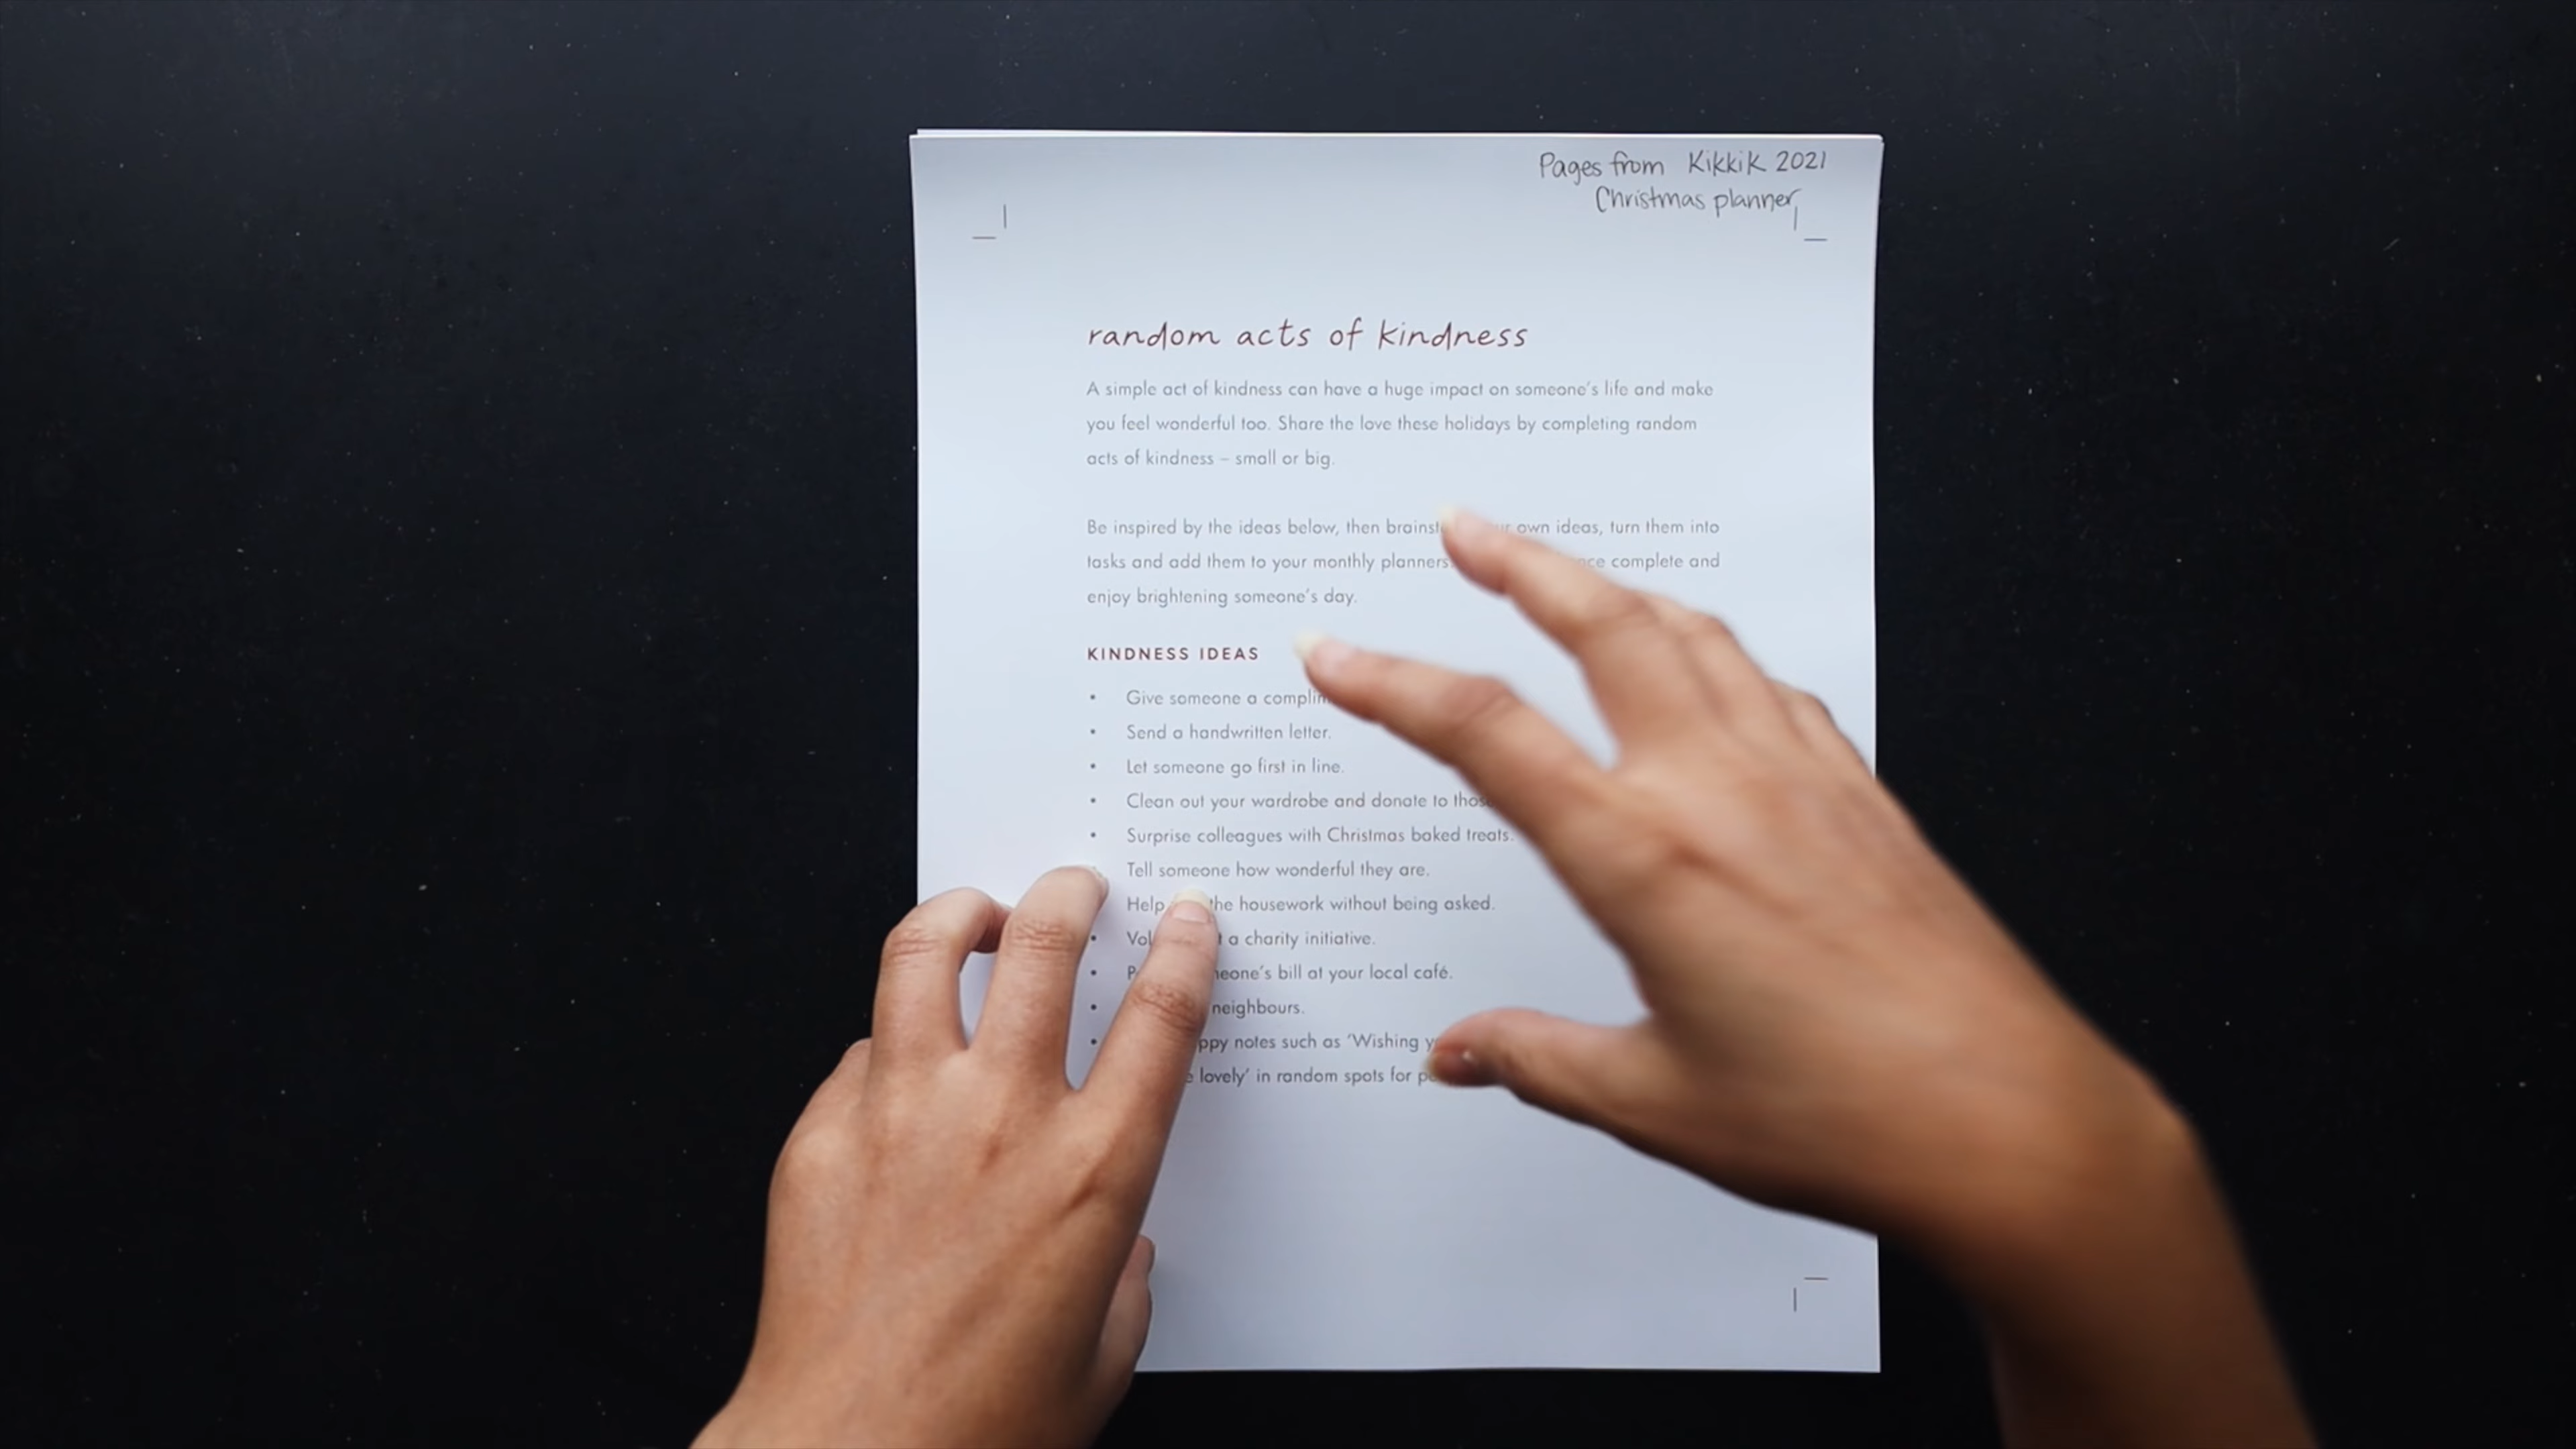 Pages from KikkiK 2021
Christmas planner
random acts of kindness
A simple act of kindness can have a huge impact on someone's life and make
you feel wonderful too. Share the love these holidays by completing random
acts of kindness – small or big.
Be inspired by the ideas below, then own ideas, turn them into
tasks and add them to your monthly planners complete and
enjoy brightening someone's day.
KINDNESS IDEAS
• Give someone a
• Send a handwritten letter.
• Let someone go first in line.
• Clean out your wardrobe and donate to those
• Surprise colleagues with Christmas baked treats.
Tell someone how wonderful they are.
Help the housework without being asked.
• a charity initiative.
• bill at your local café.
• neighbours.
• notes such as 'Wishing
lovely' in random spots for